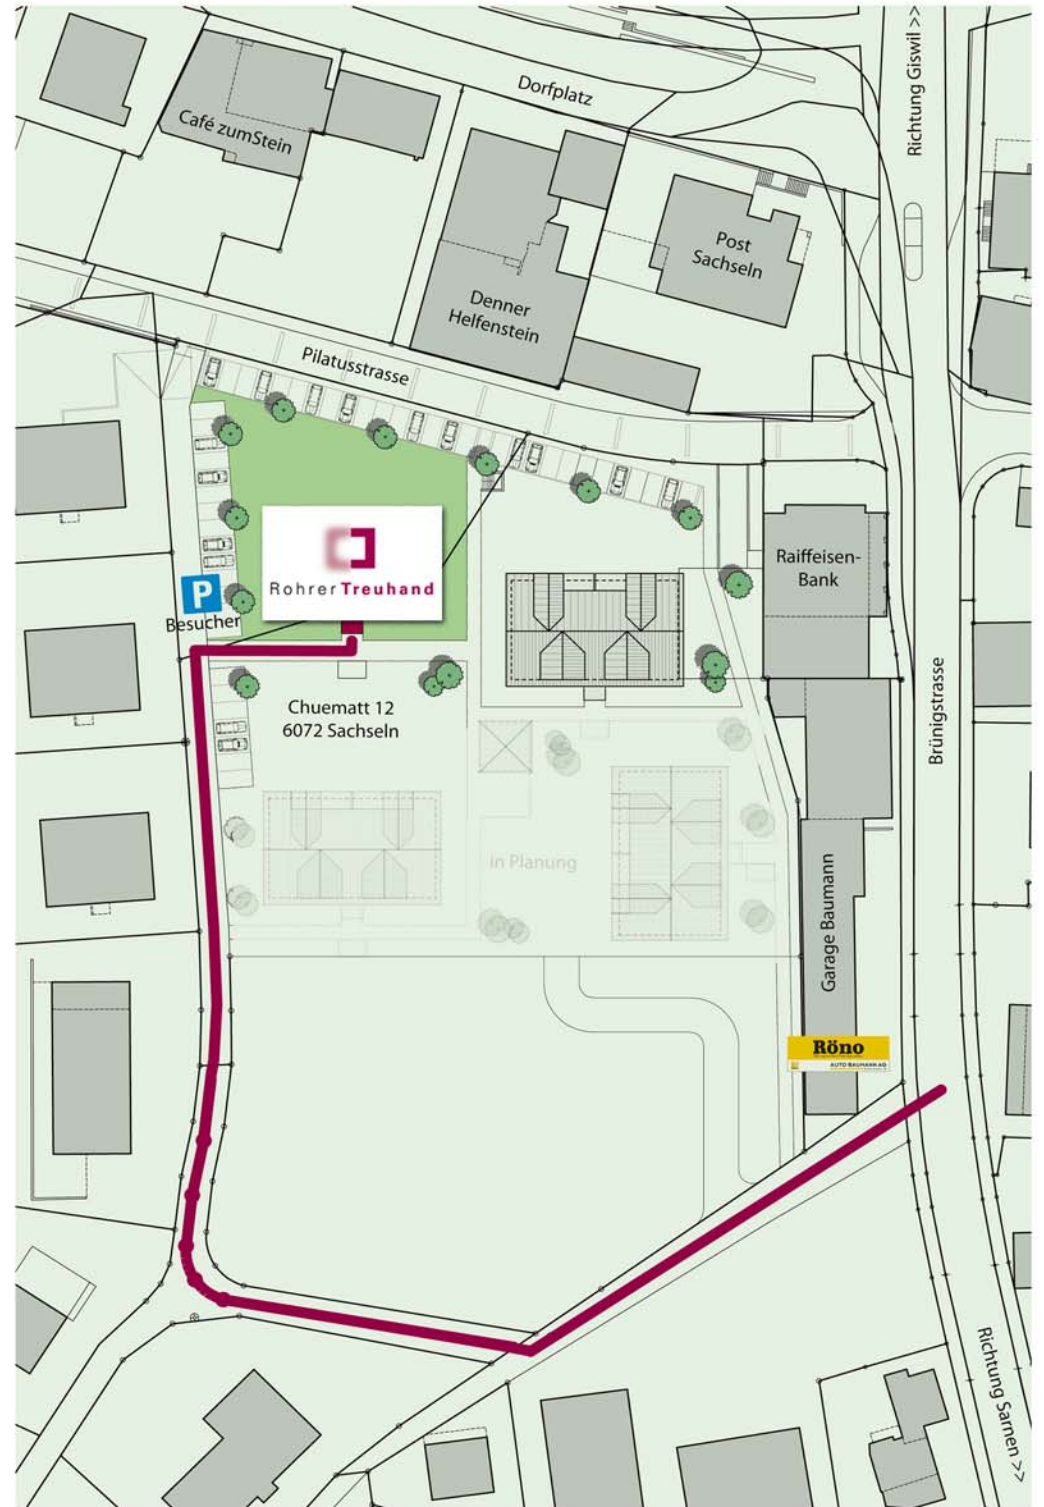 Richtung Giswil >>
Dorfplatz
Café zumStein
Post
Sachseln
Denner
Helfenstein
Pilatusstrasse
Rohrer Treuhand
Raiffeisen-
Bank
P
Besucher
Chuematt 12
6072 Sachseln
Brünigstrasse
in Planung
Garage Baumann
Röno
AUTO BAUMANN AG
Richtung Sarnen >>